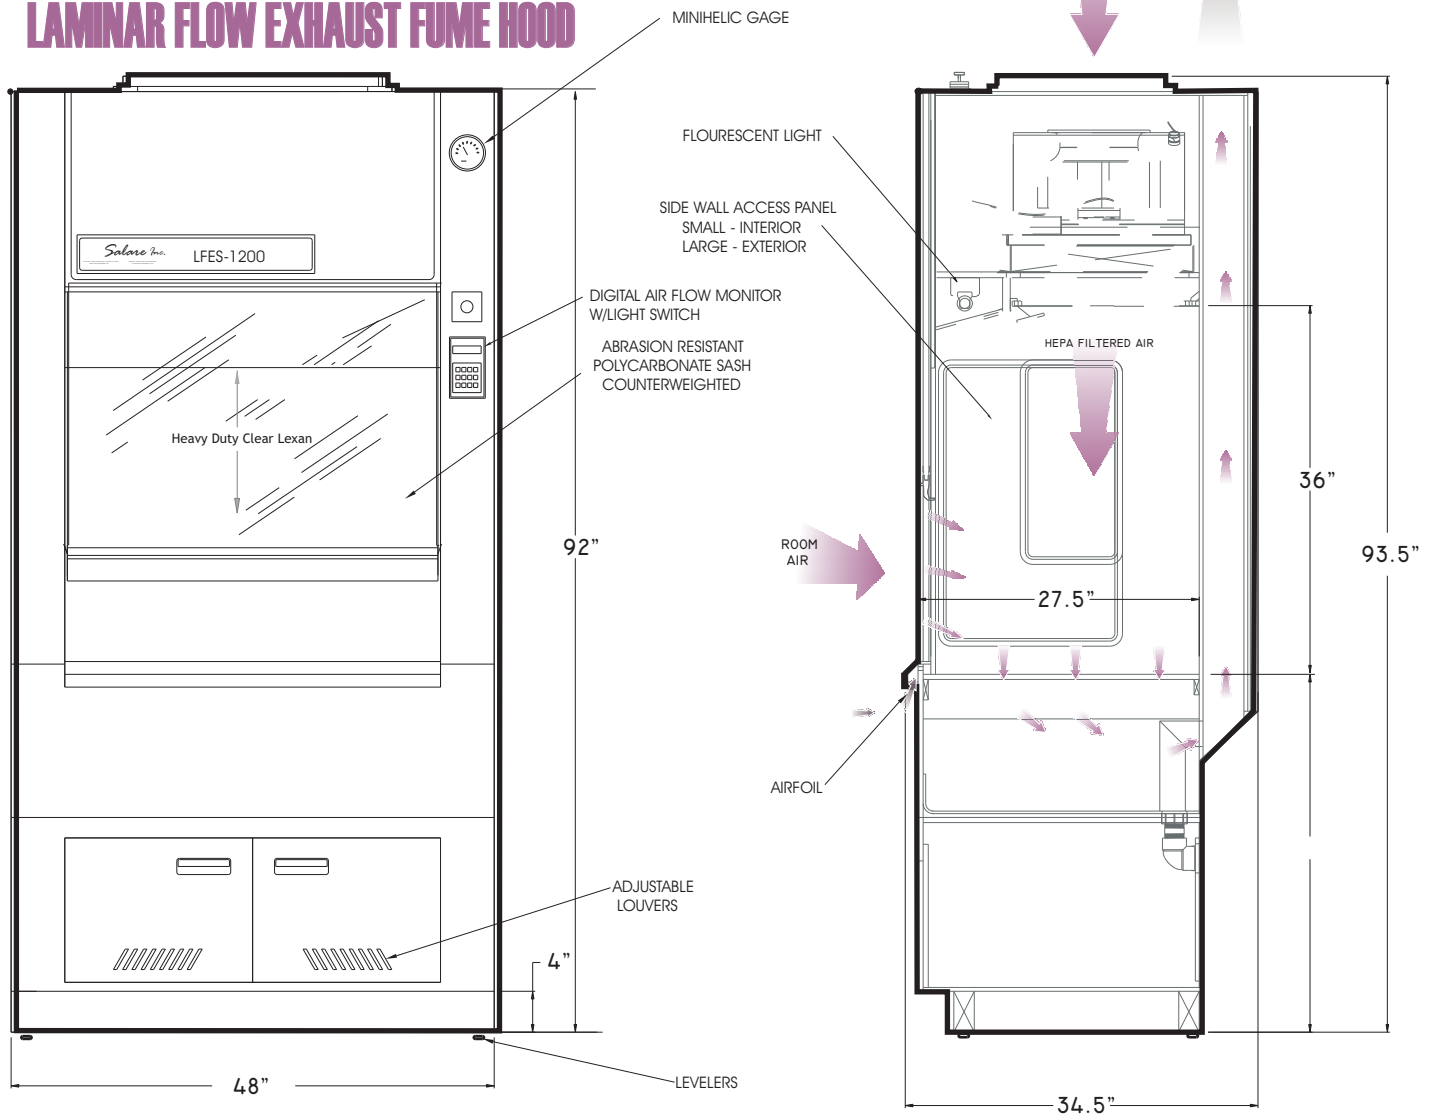 LAMINAR FLOW EXHAUST FUME HOOD
MINIHELIC GAGE
FLOURESCENT LIGHT
SIDE WALL ACCESS PANEL
SMALL - INTERIOR
LARGE - EXTERIOR
Salare Inc.
LFES-1200
DIGITAL AIR FLOW MONITOR
W/LIGHT SWITCH
ABRASION RESISTANT
POLYCARBONATE SASH
COUNTERWEIGHTED
HEPA FILTERED AIR
Heavy Duty Clear Lexan
36”
92”
ROOM
AIR
93.5”
27.5”
AIRFOIL
ADJUSTABLE
LOUVERS
4”
48”
LEVELERS
34.5”